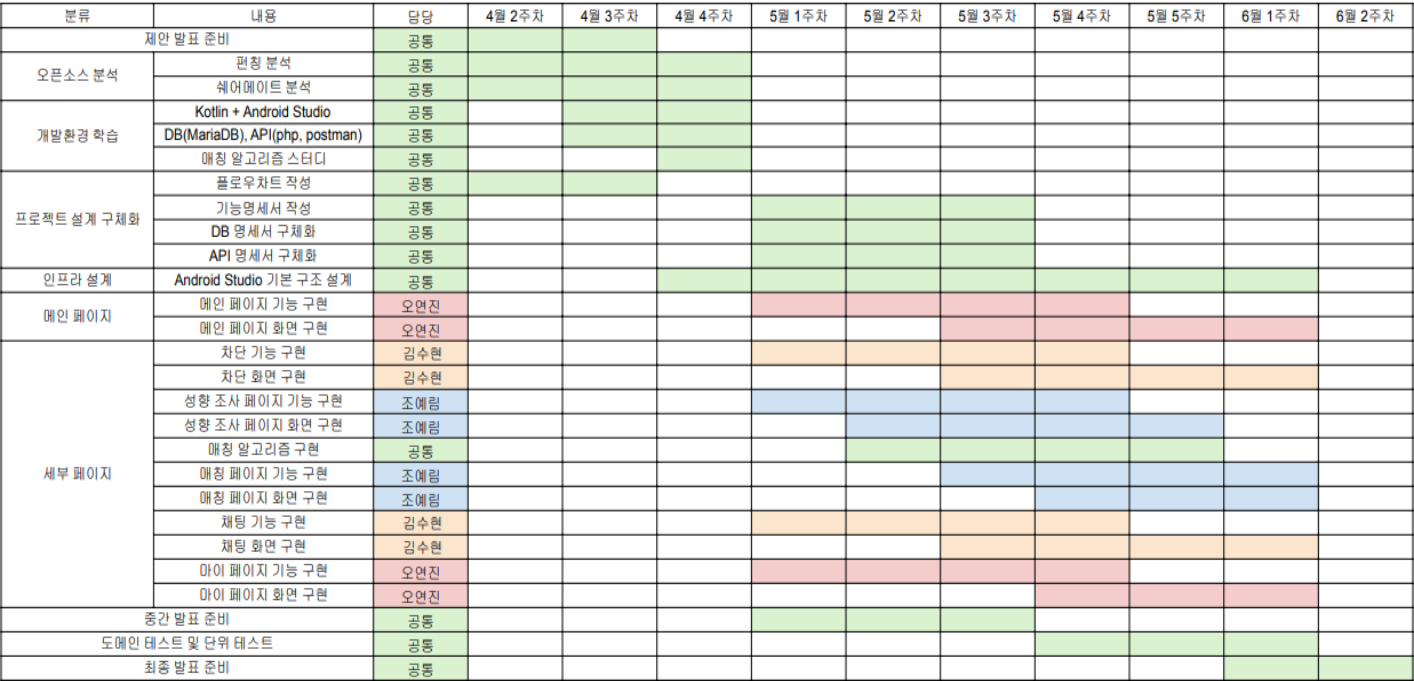 분류 내용 담당 4월 2주차 4월 3주차 4월 4주차 5월 1주차 5월 2주차 5월 3주차 5월 4주차 5월 5주차 6월 1주차 6월 2주차
제안 발표 준비 공통
오픈소스 분석 펀칭 분석 공통
쉐어메이트 분석 공통
개발환경 학습 Kotlin + Android Studio 공통
DB(MariaDB), API(php, postman) 공통
매칭 알고리즘 스터디 공통
프로젝트 설계 구체화 플로우차트 작성 공통
기능명세서 작성 공통
DB 명세서 구체화 공통
API 명세서 구체화 공통
인프라 설계 Android Studio 기본 구조 설계 공통
메인 페이지 메인 페이지 기능 구현 오연진
메인 페이지 화면 구현 오연진
세부 페이지 차단 기능 구현 김수현
차단 화면 구현 김수현
성향 조사 페이지 기능 구현 조예림
성향 조사 페이지 화면 구현 조예림
매칭 알고리즘 구현 공통
매칭 페이지 기능 구현 조예림
매칭 페이지 화면 구현 조예림
채팅 기능 구현 김수현
채팅 화면 구현 김수현
마이 페이지 기능 구현 오연진
마이 페이지 화면 구현 오연진
중간 발표 준비 공통
도메인 테스트 및 단위 테스트 공통
최종 발표 준비 공통